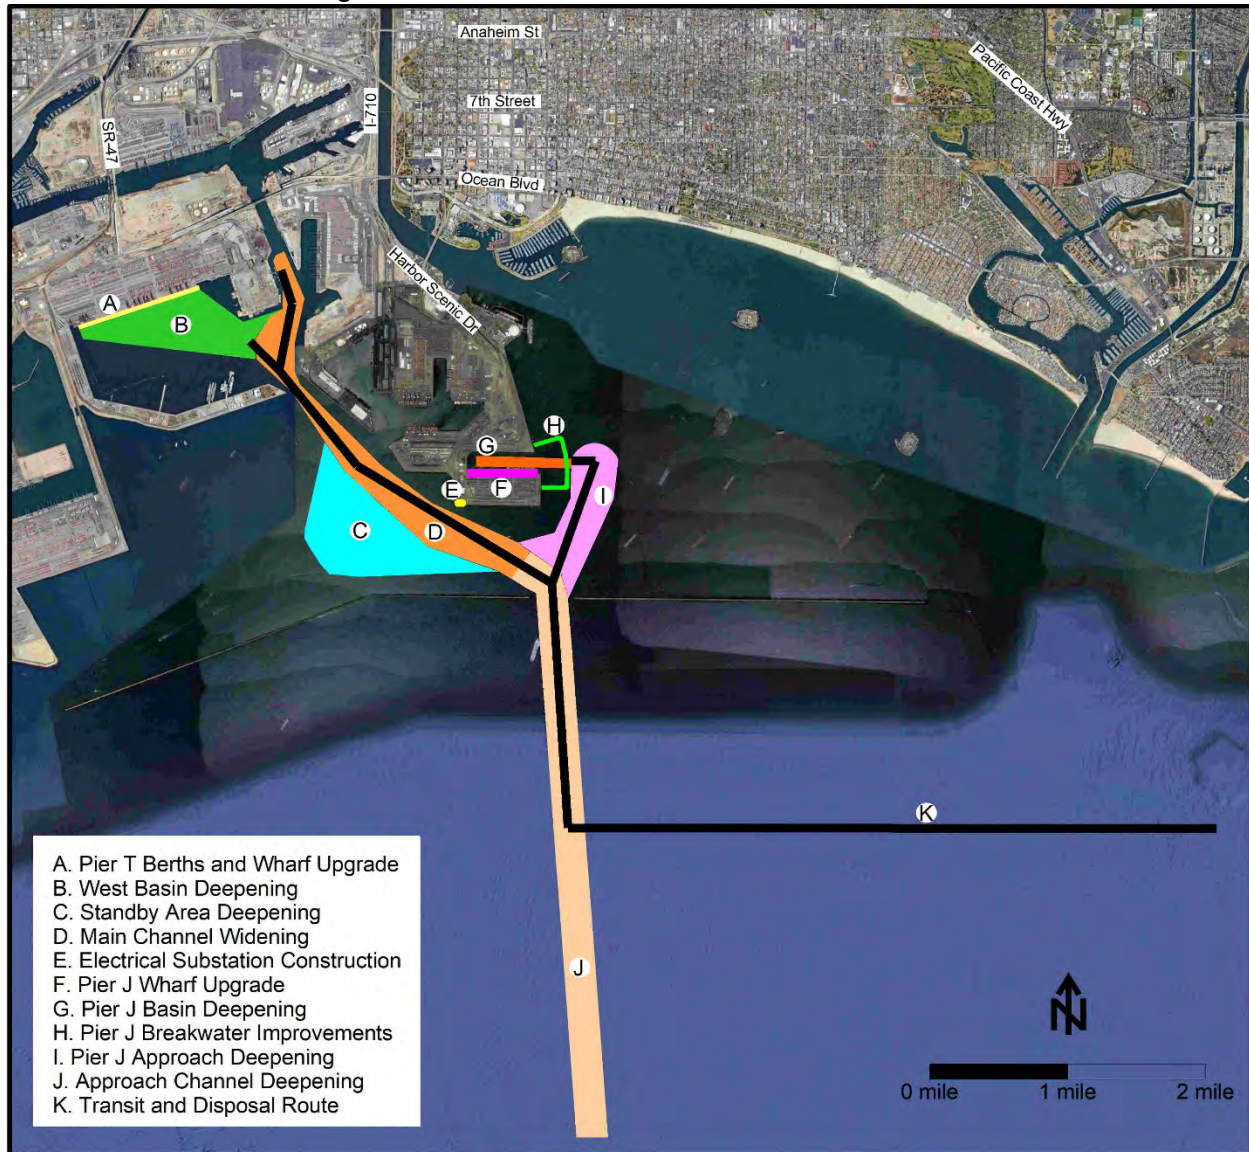 Anaheim St
Pacific Coast Hwy
7th Street
I-710
SR-47
Ocean Blvd
Harbor Scenic Dr
A
B
H
G
F
E
I
C
D
K
J
A. Pier T Berths and Wharf Upgrade
B. West Basin Deepening
C. Standby Area Deepening
D. Main Channel Widening
E. Electrical Substation Construction
F. Pier J Wharf Upgrade
G. Pier J Basin Deepening
H. Pier J Breakwater Improvements
I. Pier J Approach Deepening
J. Approach Channel Deepening
K. Transit and Disposal Route
N
0 mile 1 mile 2 mile